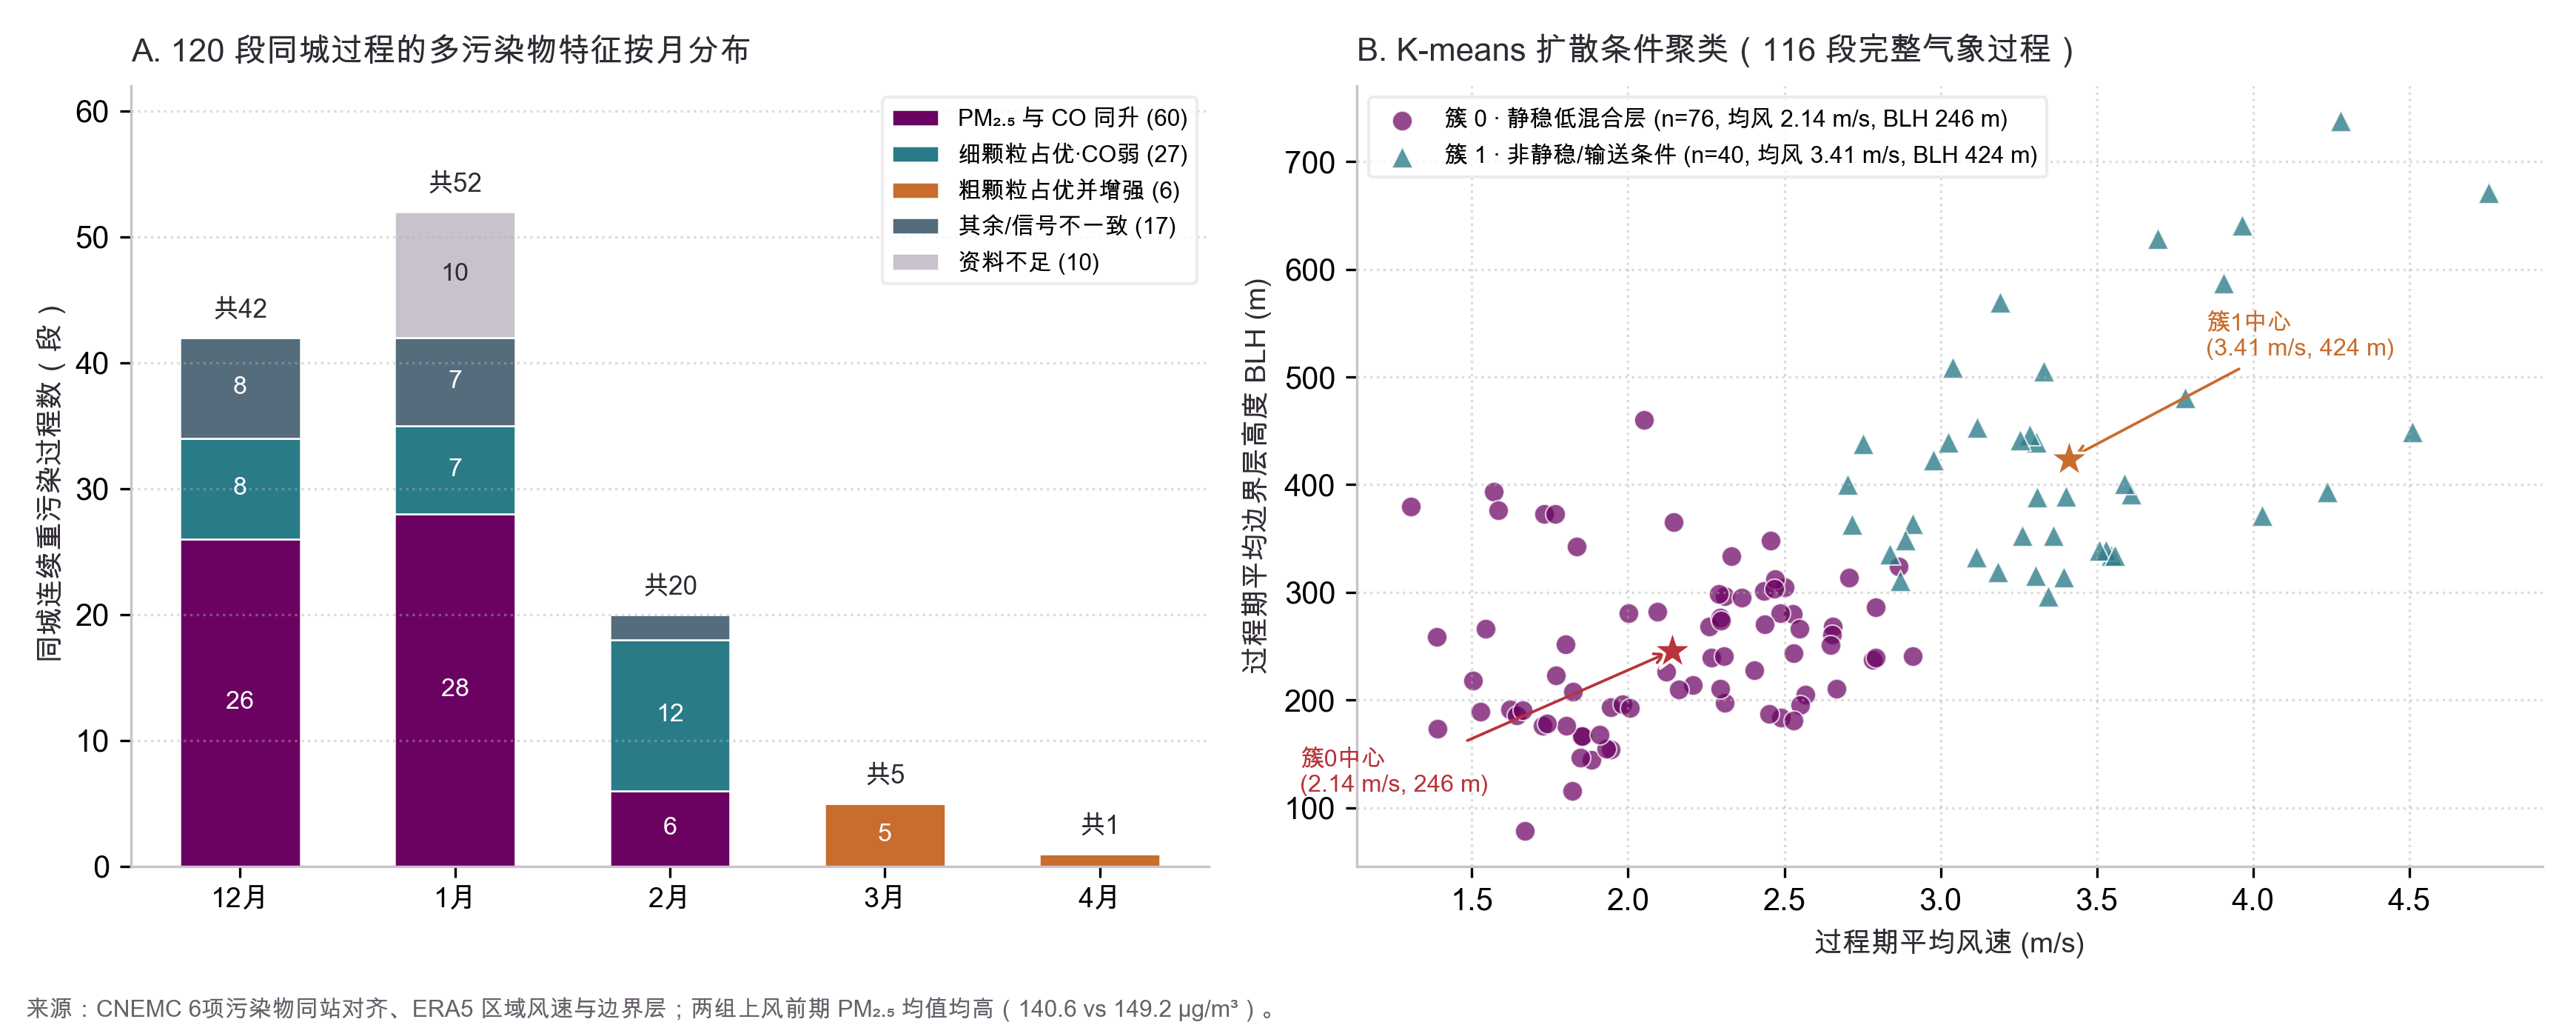 A. 120 段同城过程的多污染物特征按月分布
同城连续重污染过程数（段）
60
50
40
30
20
10
0
PM₂.₅ 与 CO 同升 (60)
细颗粒占优·CO弱 (27)
粗颗粒占优并增强 (6)
其余/信号不一致 (17)
资料不足 (10)
共42
8
8
26
共52
10
7
7
28
共20
12
6
共5
5
共1
12月
1月
2月
3月
4月
B. K-means 扩散条件聚类（116 段完整气象过程）
过程期平均边界层高度 BLH (m)
700
600
500
400
300
200
100
簇 0 · 静稳低混合层 (n=76, 均风 2.14 m/s, BLH 246 m)
簇 1 · 非静稳/输送条件 (n=40, 均风 3.41 m/s, BLH 424 m)
簇1中心
(3.41 m/s, 424 m)
簇0中心
(2.14 m/s, 246 m)
1.5
2.0
2.5
3.0
3.5
4.0
4.5
过程期平均风速 (m/s)
来源：CNEMC 6项污染物同站对齐、ERA5 区域风速与边界层；两组上风前期 PM₂.₅ 均值均高（140.6 vs 149.2 µg/m³）。